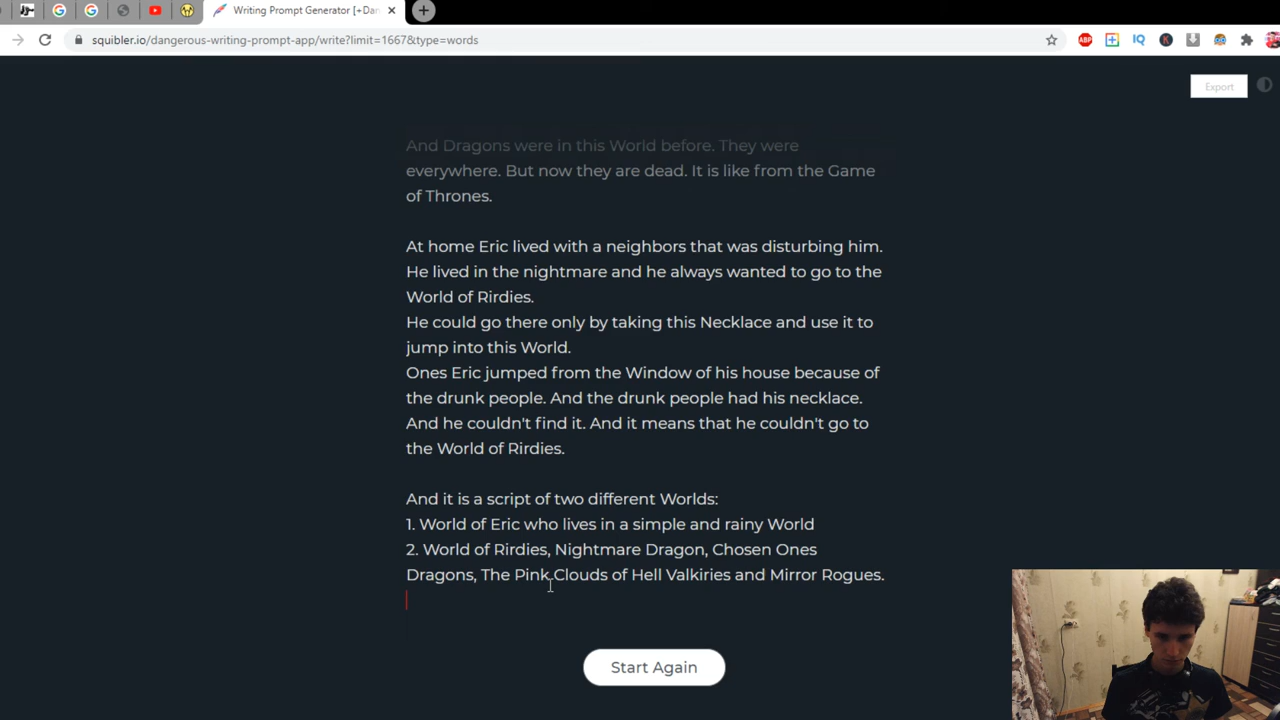 Writing Prompt Generator [+Dan
squibler.io/dangerous-writing-prompt-app/write?limit=1667&type=words
ABP
IQ
K
Export
And Dragons were in this World before. They were
everywhere. But now they are dead. It is like from the Game
of Thrones.
At home Eric lived with a neighbors that was disturbing him.
He lived in the nightmare and he always wanted to go to the
World of Rirdies.
He could go there only by taking this Necklace and use it to
jump into this World.
Ones Eric jumped from the Window of his house because of
the drunk people. And the drunk people had his necklace.
And he couldn't find it. And it means that he couldn't go to
the World of Rirdies.
And it is a script of two different Worlds:
1. World of Eric who lives in a simple and rainy World
2. World of Rirdies, Nightmare Dragon, Chosen Ones
Dragons, The Pink Clouds of Hell Valkiries and Mirror Rogues.
Start Again